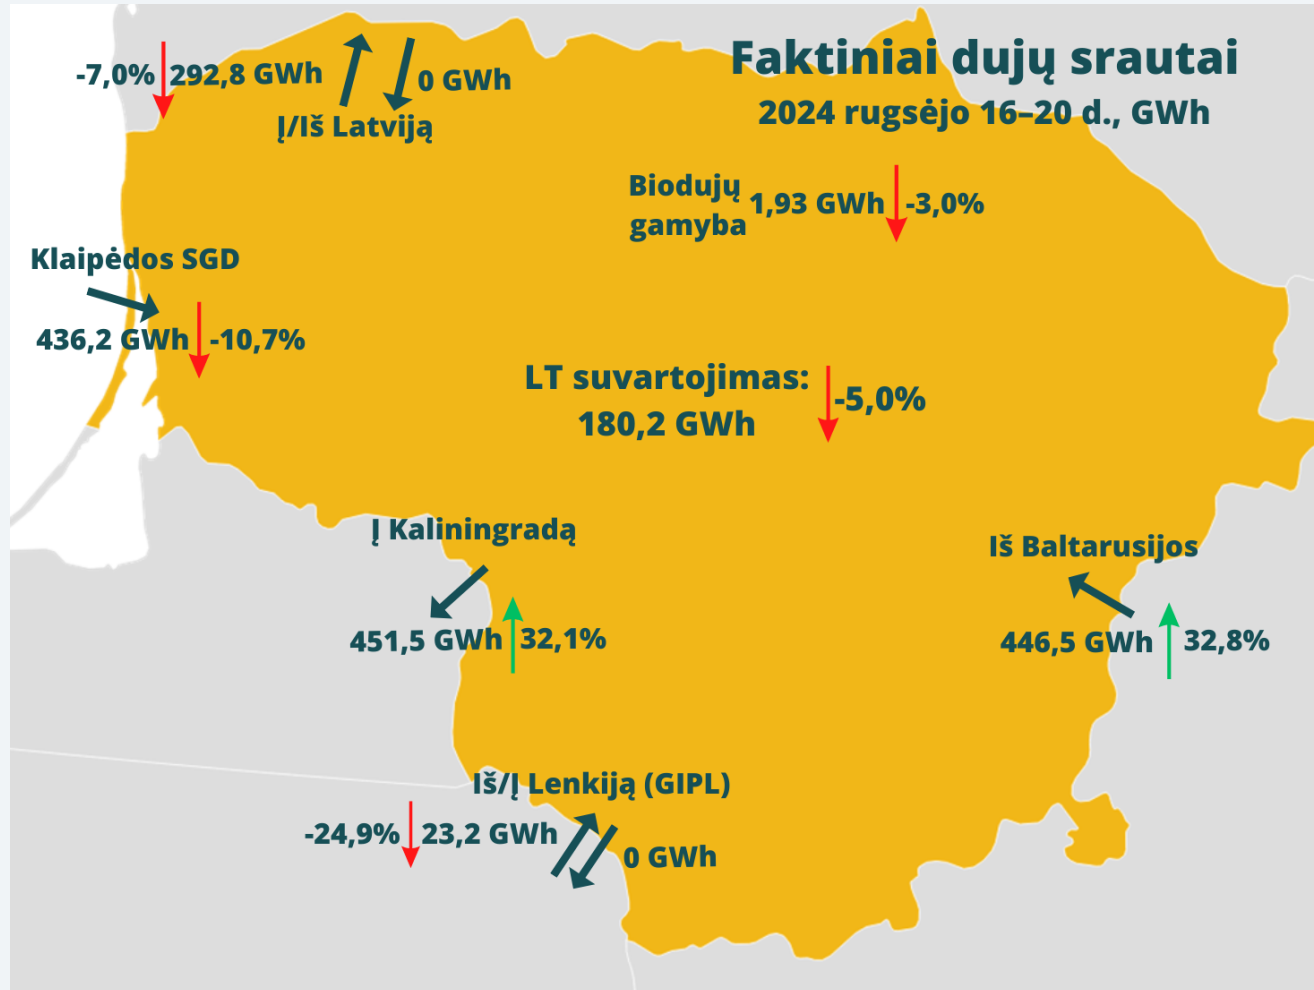 Faktiniai dujų srautai
2024 rugsėjo 16–20 d., GWh
-7,0% 292,8 GWh
0 GWh
Į/Iš Latviją
Biodujų
gamyba
1,93 GWh -3,0%
Klaipėdos SGD
436,2 GWh -10,7%
LT suvartojimas:
180,2 GWh
-5,0%
Į Kaliningradą
451,5 GWh 32,1%
Iš Baltarusijos
446,5 GWh 32,8%
Iš/Į Lenkiją (GIPL)
-24,9% 23,2 GWh
0 GWh